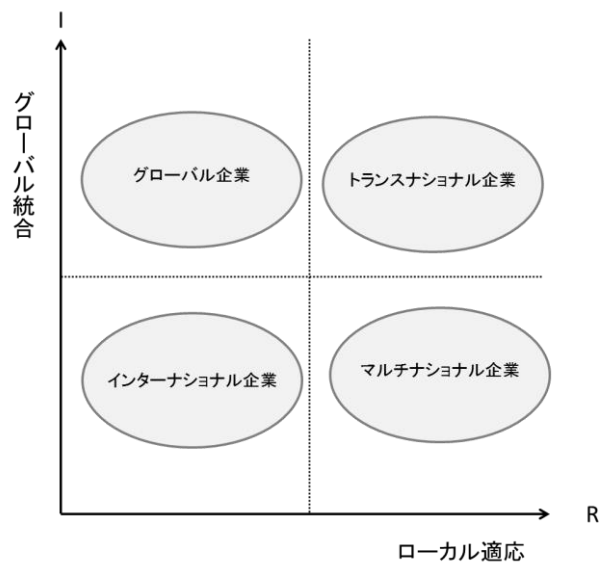 I
グローバル統合
グローバル企業
トランスナショナル企業
インターナショナル企業
マルチナショナル企業
R
ローカル適応